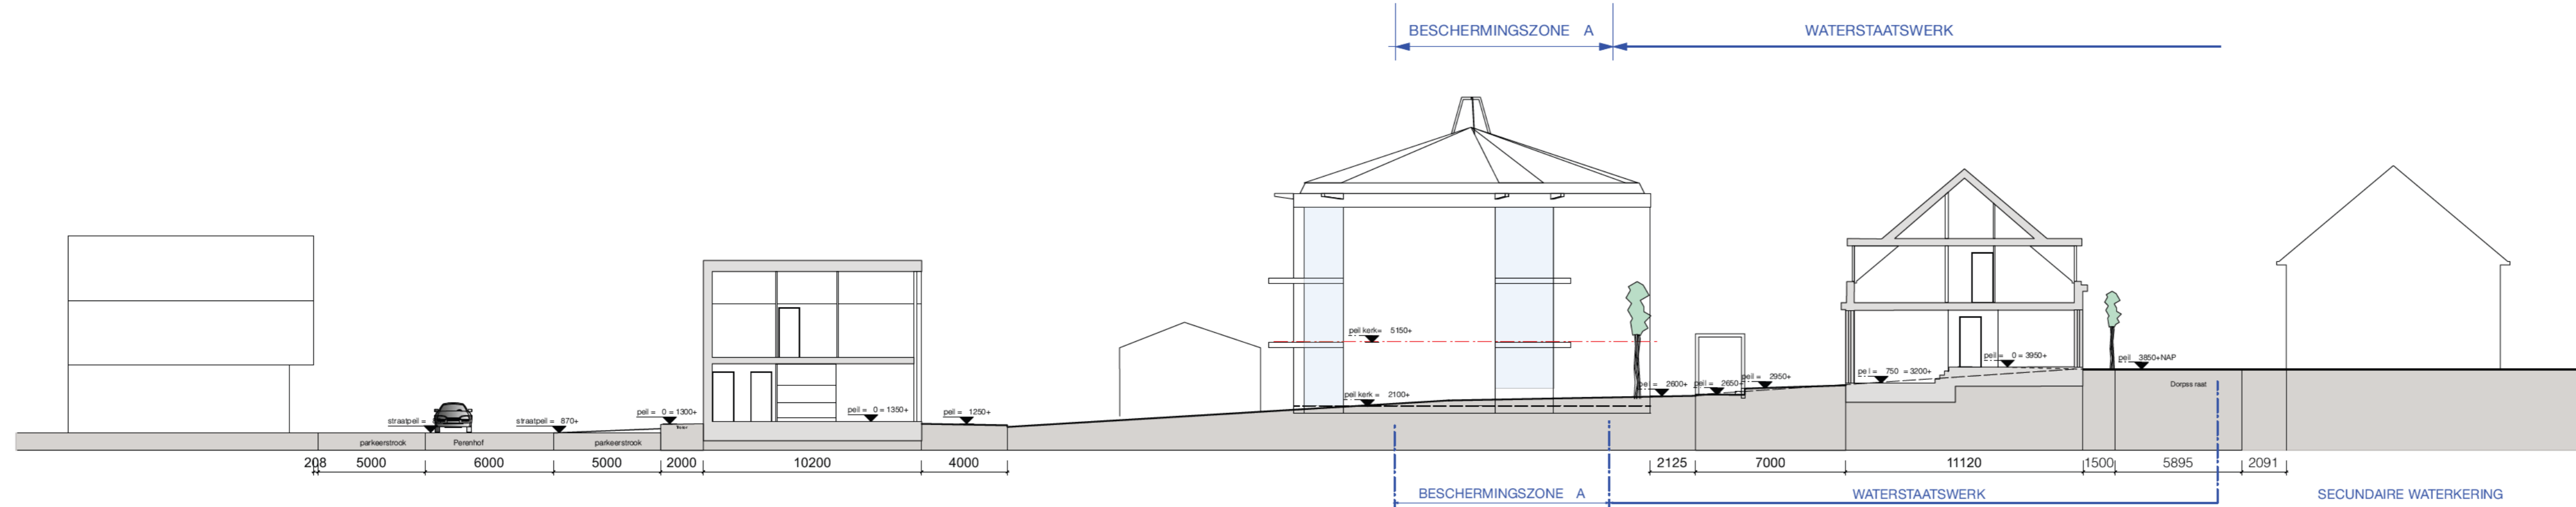 BESCHERMINGSZONE A
WATERSTAATSWERK
peil kerk= 5150+
peil kerk = 2100+
peil = 2600+
peil = 2650+
peil = 2950+
peil = 750 = 3200+
peil = 0 = 3950+
peil 3850+NAP
Dorpss raat
straatpeil =
straatpeil = 870+
peil = 0 = 1300+
peil = 0 = 1350+
peil = 1250+
parkeerstrook
Perenhof
parkeerstrook
208
5000
6000
5000
2000
10200
4000
2125
7000
11120
1500
5895
2091
BESCHERMINGSZONE A
WATERSTAATSWERK
SECUNDAIRE WATERKERING